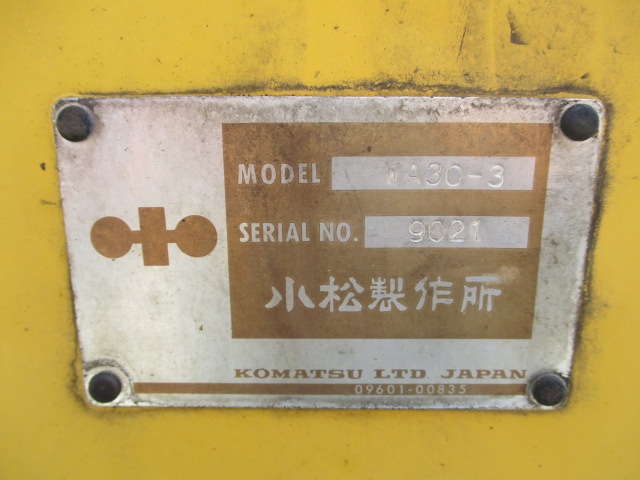 MODEL WA30-3
SERIAL NO. 9621
小松製作所
KOMATSU LTD JAPAN
09601-00835